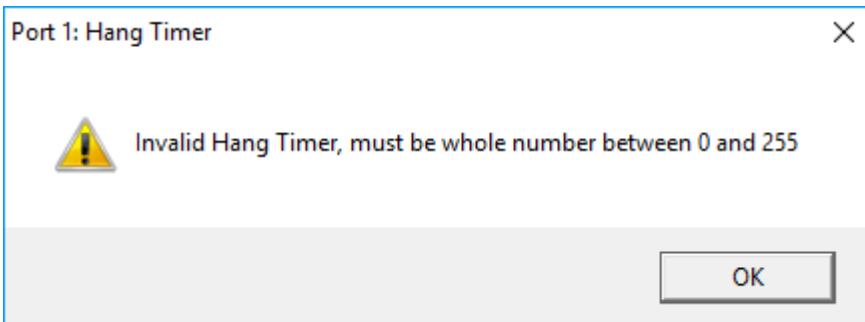 Port 1: Hang Timer
Invalid Hang Timer, must be whole number between 0 and 255
OK